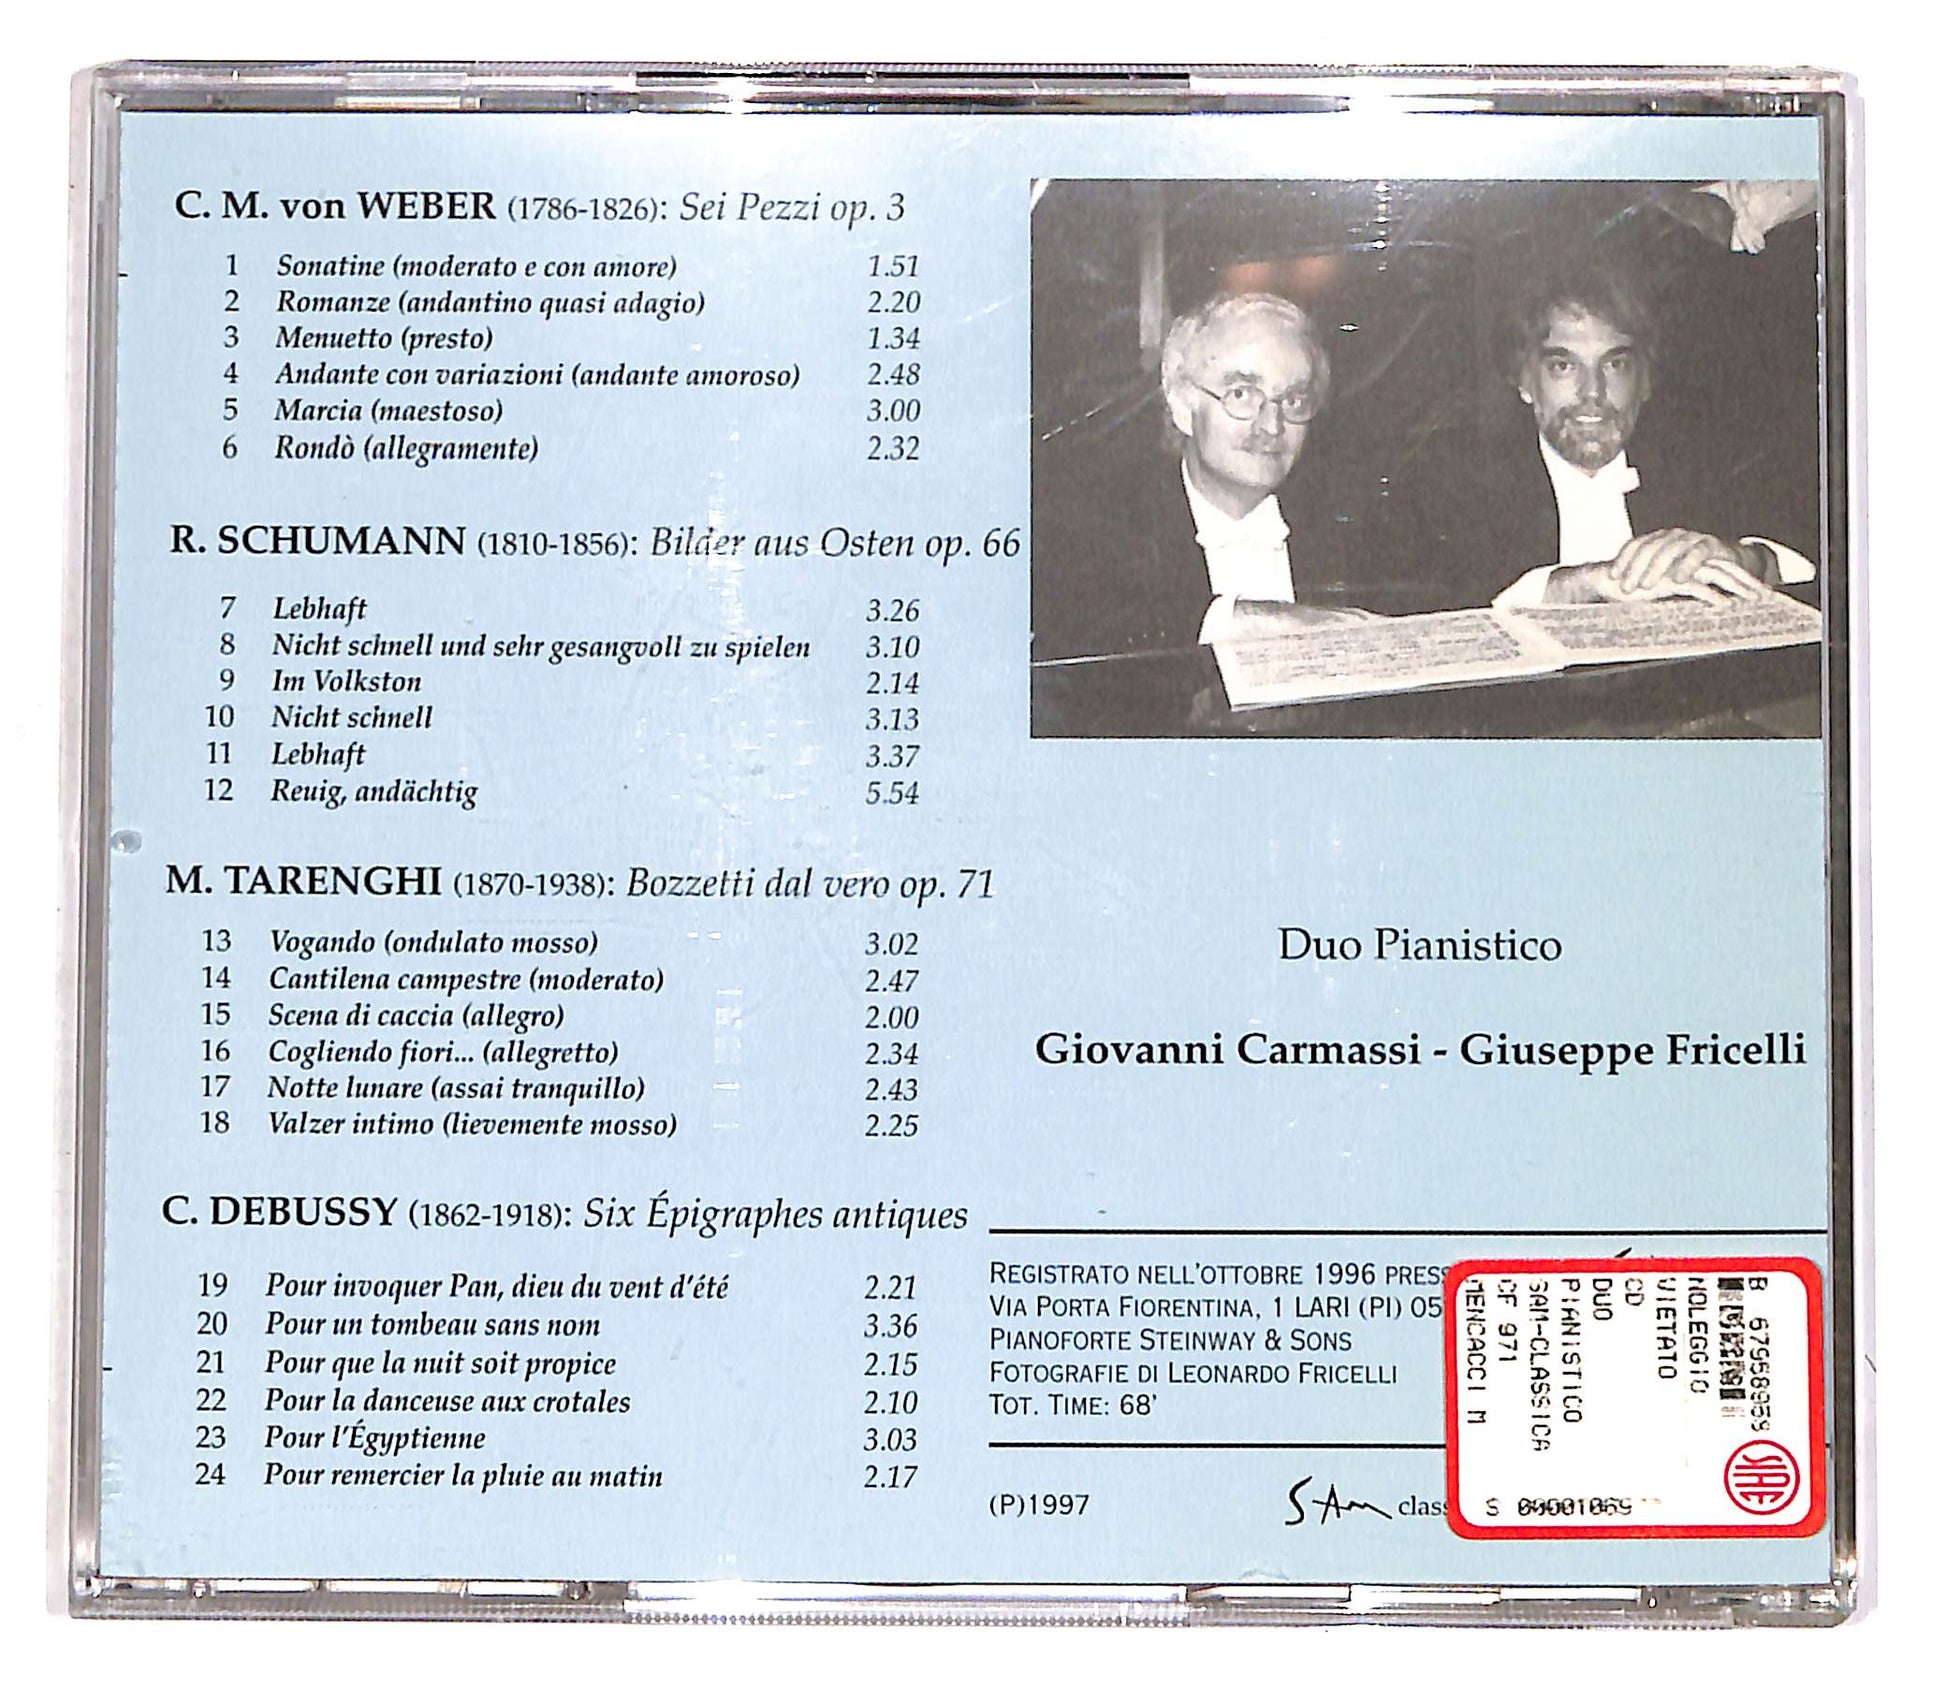 C. M. von WEBER (1786-1826): Sei Pezzi op. 3
1 Sonatine (moderato e con amore) 1.51
2 Romanze (andantino quasi adagio) 2.20
3 Menuetto (presto) 1.34
4 Andante con variazioni (andante amoroso) 2.48
5 Marcia (maestoso) 3.00
6 Rondò (allegramente) 2.32
R. SCHUMANN (1810-1856): Bilder aus Osten op. 66
7 Lebhaft 3.26
8 Nicht schnell und sehr gesangvoll zu spielen 3.10
9 Im Volkston 2.14
10 Nicht schnell 3.13
11 Lebhaft 3.37
12 Reuig, andächtig 5.54
M. TARENGHI (1870-1938): Bozzetti dal vero op. 71
13 Vogando (ondulato mosso) 3.02
14 Cantilena campestre (moderato) 2.47
15 Scena di caccia (allegro) 2.00
16 Cogliendo fiori... (allegretto) 2.34
17 Notte lunare (assai tranquillo) 2.43
18 Valzer intimo (lievemente mosso) 2.25
C. DEBUSSY (1862-1918): Six Épigraphes antiques
19 Pour invoquer Pan, dieu du vent d'été 2.21
20 Pour un tombeau sans nom 3.36
21 Pour que la nuit soit propice 2.15
22 Pour la danceuse aux crotales 2.10
23 Pour l'Égyptienne 3.03
24 Pour remercier la pluie au matin 2.17
Duo Pianistico
Giovanni Carmassi - Giuseppe Fricelli
REGISTRATO NELL'OTTOBRE 1996 PRESS
VIA PORTA FIORENTINA, 1 LARI (PI) 05
PIANOFORTE STEINWAY & SONS
FOTOGRAFIE DI LEONARDO FRICELLI
TOT. TIME: 68'
(P)1997
SAm clas
B 679589959
NOLEGGIO
VIETATO
CD
DUO
PIANISTICO
SAM-CLASSICA
CF 971
MENCACCI M
SIAE
S 00001069